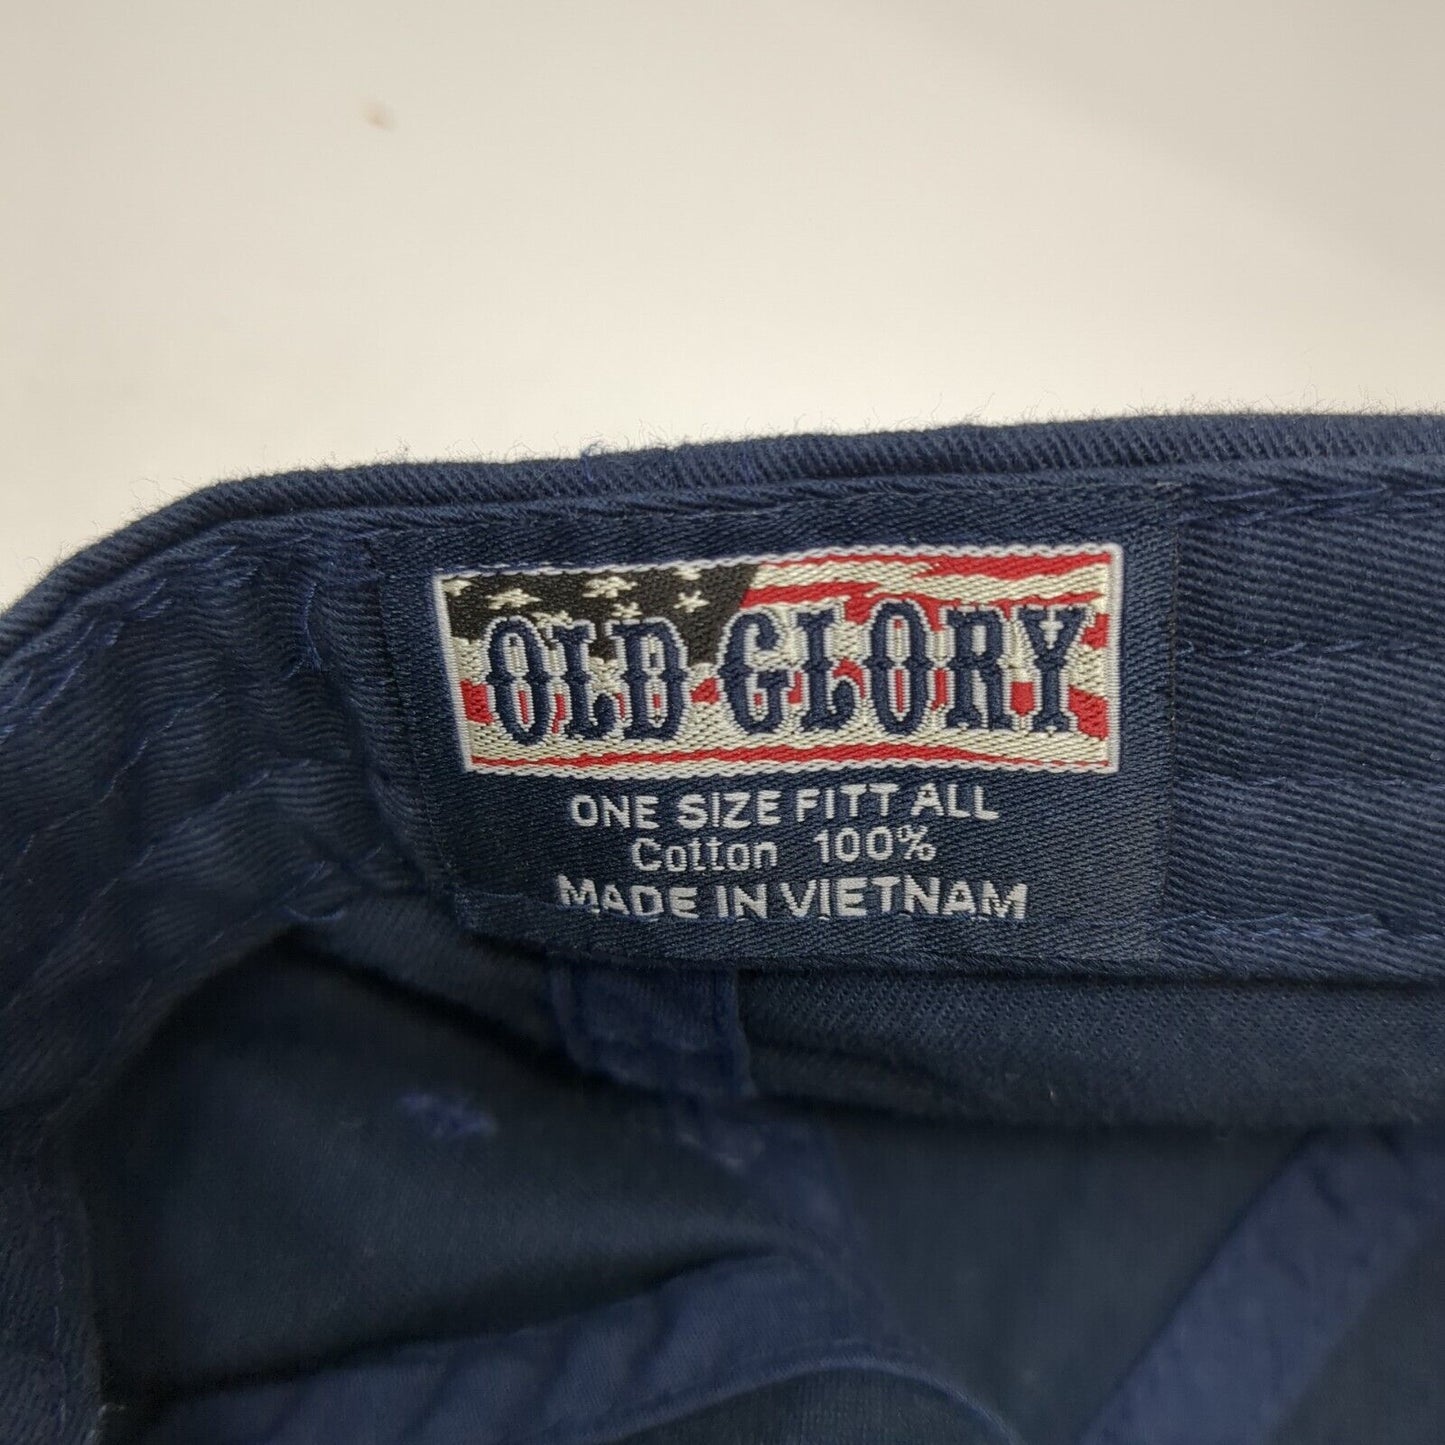 OLD GLORY
ONE SIZE FITT ALL
Cotton 100%
MADE IN VIETNAM